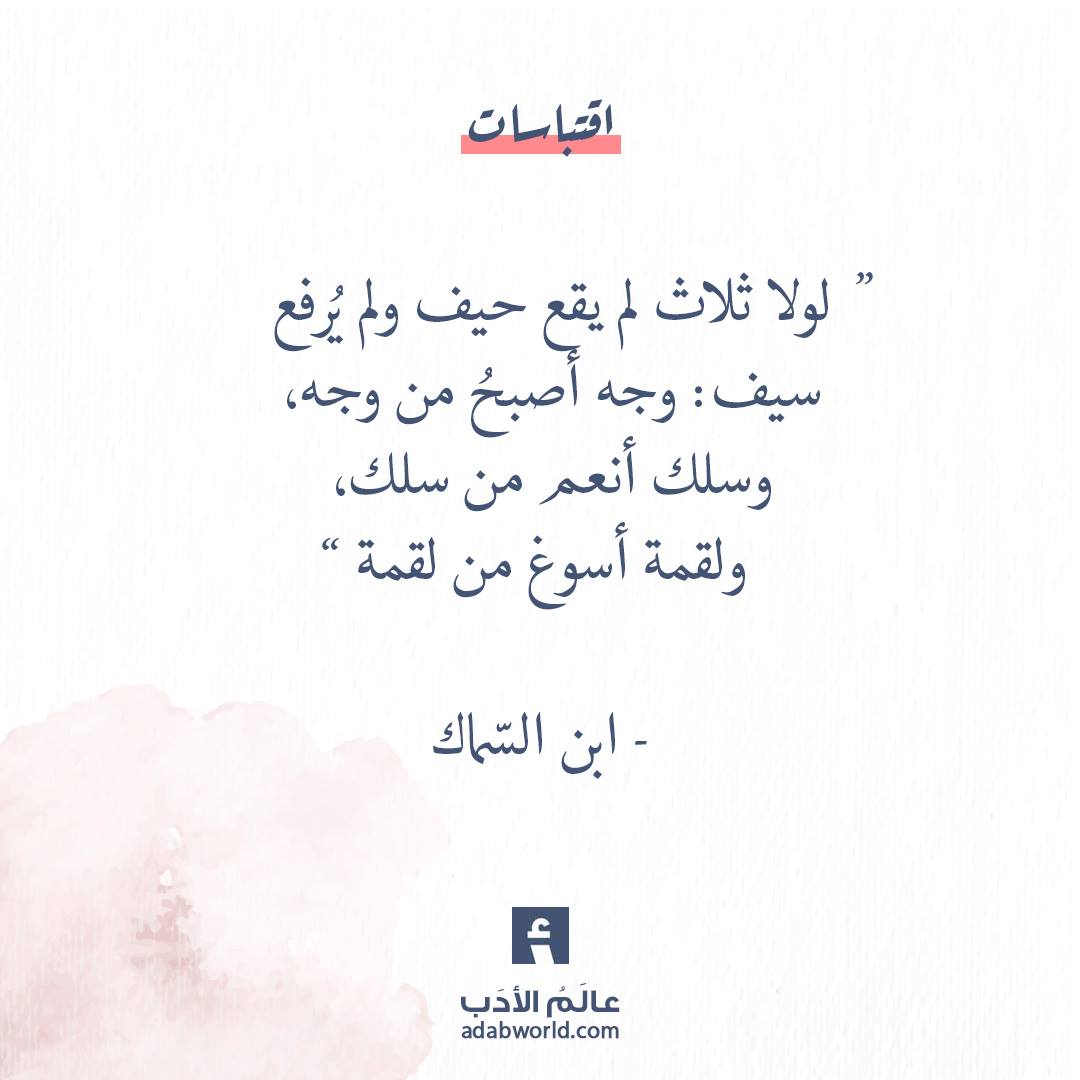 اقتباسات
” لولا ثلاث لم يقع حيف ولم يُرفع
سيف: وجه أصبحُ من وجه،
وسلك أنعم من سلك،
ولقمة أسوغ من لقمة “
- ابن السّماك
أ
عالَمُ الأدَب
adabworld.com